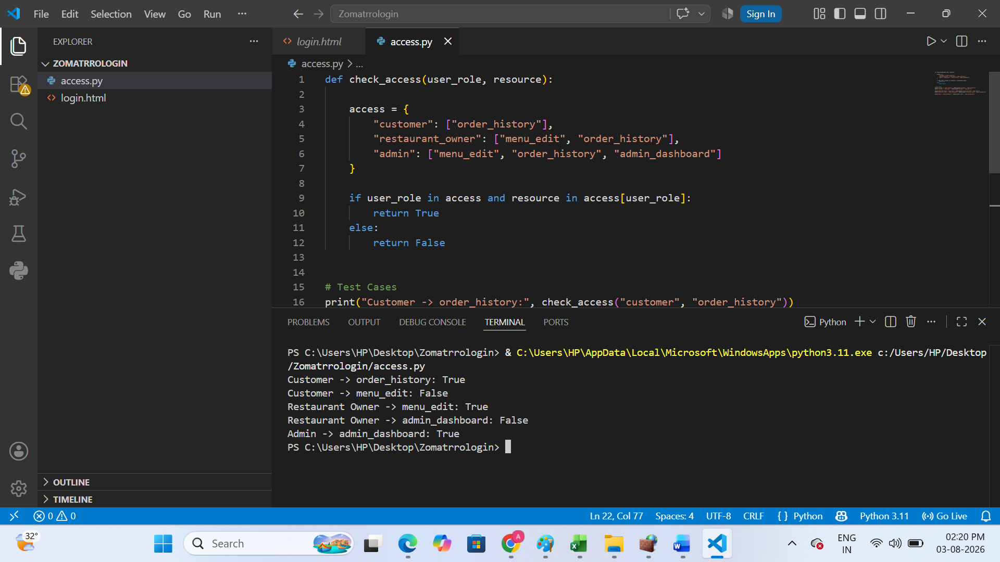 File Edit Selection View Go Run ...
Zomatrrologin
Sign In
EXPLORER
ZOMATRROLOGIN
access.py
login.html
login.html
access.py
access.py > ...
1 def check_access(user_role, resource):
2
3 access = {
4 "customer": ["order_history"],
5 "restaurant_owner": ["menu_edit", "order_history"],
6 "admin": ["menu_edit", "order_history", "admin_dashboard"]
7 }
8
9 if user_role in access and resource in access[user_role]:
10 return True
11 else:
12 return False
13
14
15 # Test Cases
16 print("Customer -> order_history:", check_access("customer", "order_history"))
PROBLEMS OUTPUT DEBUG CONSOLE TERMINAL PORTS
Python
PS C:\Users\HP\Desktop\Zomatrrologin> & C:\Users\HP\AppData\Local\Microsoft\WindowsApps\python3.11.exe c:/Users/HP/Desktop
/Zomatrrologin/access.py
Customer -> order_history: True
Customer -> menu_edit: False
Restaurant Owner -> menu_edit: True
Restaurant Owner -> admin_dashboard: False
Admin -> admin_dashboard: True
PS C:\Users\HP\Desktop\Zomatrrologin>
OUTLINE
TIMELINE
0 0
Ln 22, Col 77 Spaces: 4 UTF-8 CRLF { } Python Python 3.11 Go Live
32°
Search
A
ENG
IN
02:20 PM
03-08-2026